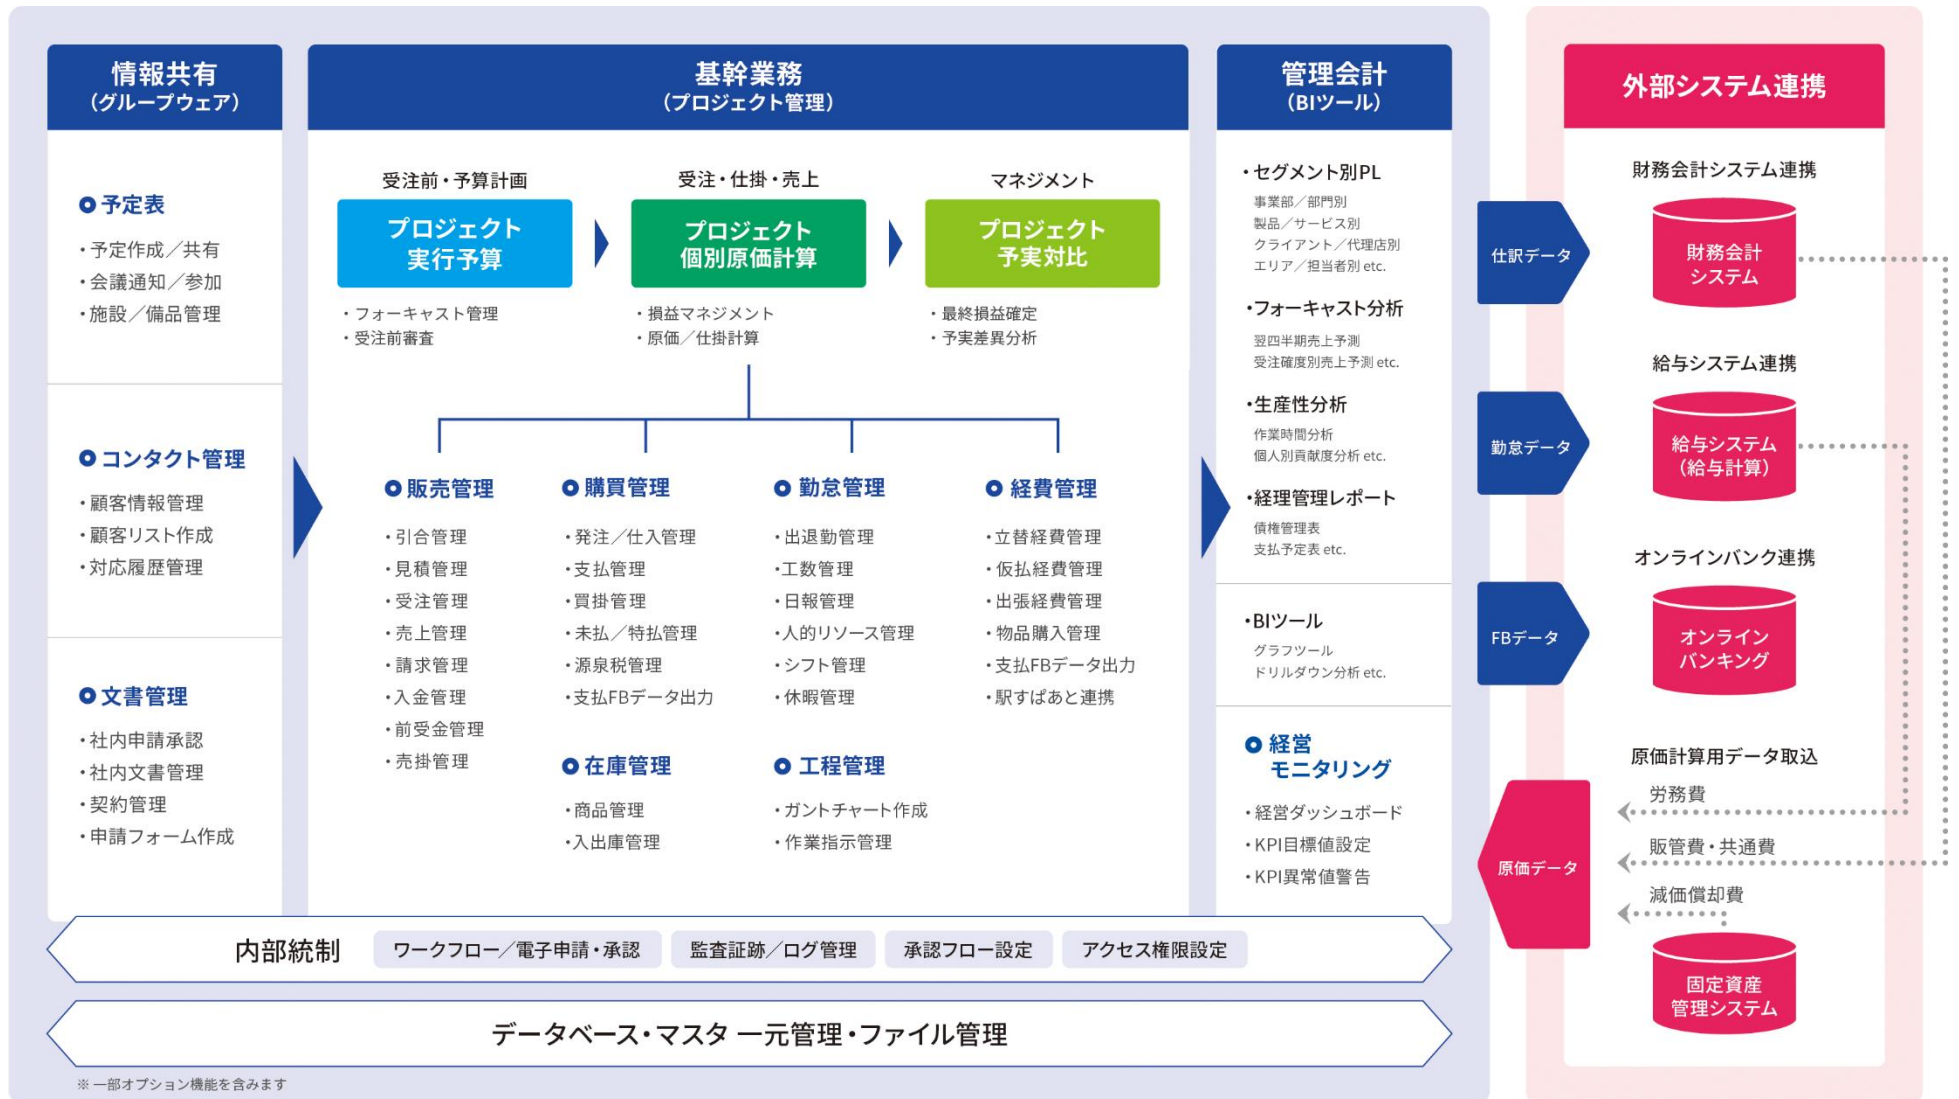 情報共有
（グループウェア）
予定表
・予定作成／共有
・会議通知／参加
・施設／備品管理
コンタクト管理
・顧客情報管理
・顧客リスト作成
・対応履歴管理
文書管理
・社内申請承認
・社内文書管理
・契約管理
・申請フォーム作成
基幹業務
（プロジェクト管理）
受注前・予算計画
プロジェクト
実行予算
・フォーキャスト管理
・受注前審査
受注・仕掛・売上
プロジェクト
個別原価計算
・損益マネジメント
・原価／仕掛計算
マネジメント
プロジェクト
予実対比
・最終損益確定
・予実差異分析
販売管理
・引合管理
・見積管理
・受注管理
・売上管理
・請求管理
・入金管理
・前受金管理
・売掛管理
購買管理
・発注／仕入管理
・支払管理
・買掛管理
・未払／特払管理
・源泉税管理
・支払FBデータ出力
在庫管理
・商品管理
・入出庫管理
勤怠管理
・出退勤管理
・工数管理
・日報管理
・人的リソース管理
・シフト管理
・休暇管理
工程管理
・ガントチャート作成
・作業指示管理
経費管理
・立替経費管理
・仮払経費管理
・出張経費管理
・物品購入管理
・支払FBデータ出力
・駅すぱあと連携
管理会計
（BIツール）
・セグメント別PL
事業部／部門別
製品／サービス別
クライアント／代理店別
エリア／担当者別 etc.
・フォーキャスト分析
翌四半期売上予測
受注確度別売上予測 etc.
・生産性分析
作業時間分析
個人別貢献度分析 etc.
・経理管理レポート
債権管理表
支払予定表 etc.
・BIツール
グラフツール
ドリルダウン分析 etc.
経営
モニタリング
・経営ダッシュボード
・KPI目標値設定
・KPI異常値警告
内部統制
ワークフロー／電子申請・承認
監査証跡／ログ管理
承認フロー設定
アクセス権限設定
データベース・マスタ 一元管理・ファイル管理
※ 一部オプション機能を含みます
仕訳データ
勤怠データ
FBデータ
原価データ
外部システム連携
財務会計システム連携
財務会計
システム
給与システム連携
給与システム
（給与計算）
オンラインバンク連携
オンライン
バンキング
原価計算用データ取込
労務費
販管費・共通費
減価償却費
固定資産
管理システム